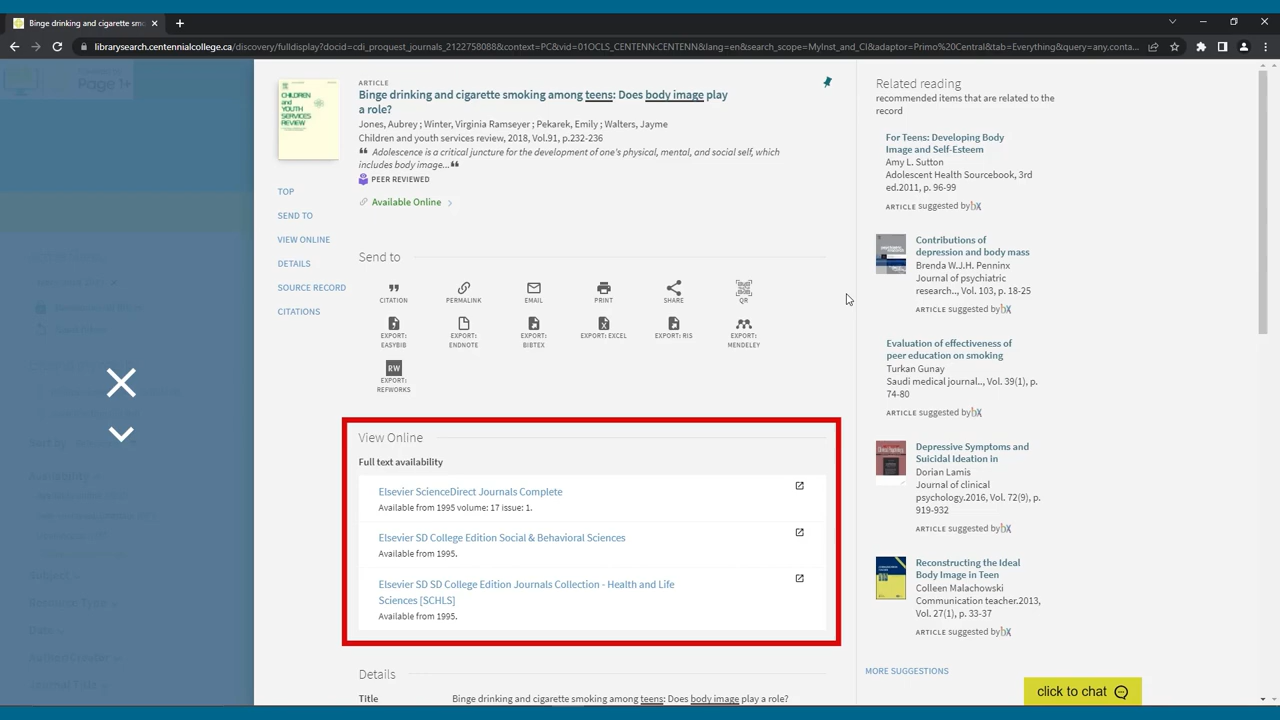 Binge drinking and cigarette smo
librarysearch.centennialcollege.ca/discovery/fulldisplay?docid=cdi_proquest_journals_2122758088&context=PC&vid=01OCLS_CENTENN:CENTENN&lang=en&search_scope=MyInst_and_CI&adaptor=Primo%20Central&tab=Everything&query=any.conta...
Page 1+
CHILDREN
and
YOUTH
SERVICES
REVIEW
ARTICLE
Binge drinking and cigarette smoking among teens: Does body image play
a role?
Jones, Aubrey ; Winter, Virginia Ramseyer ; Pekarek, Emily ; Walters, Jayme
Children and youth services review, 2018, Vol.91, p.232-236
❝ Adolescence is a critical juncture for the development of one's physical, mental, and social self, which
includes body image...❝
PEER REVIEWED
Available Online
TOP
SEND TO
VIEW ONLINE
DETAILS
SOURCE RECORD
CITATIONS
Send to
CITATION
PERMALINK
EMAIL
PRINT
SHARE
QR
EXPORT:
EASYBIB
EXPORT:
ENDNOTE
EXPORT:
BIBTEX
EXPORT: EXCEL
EXPORT: RIS
EXPORT:
MENDELEY
RW
EXPORT:
REFWORKS
View Online
Full text availability
Elsevier ScienceDirect Journals Complete
Available from 1995 volume: 17 issue: 1.
Elsevier SD College Edition Social & Behavioral Sciences
Available from 1995.
Elsevier SD SD College Edition Journals Collection - Health and Life
Sciences [SCHLS]
Available from 1995.
Details
Title Binge drinking and cigarette smoking among teens: Does body image play a role?
Related reading
recommended items that are related to the
record
For Teens: Developing Body
Image and Self-Esteem
Amy L. Sutton
Adolescent Health Sourcebook, 3rd
ed.2011, p. 96-99
ARTICLE suggested by bX
Contributions of
depression and body mass
Brenda W.J.H. Penninx
Journal of psychiatric
research.., Vol. 103, p. 18-25
ARTICLE suggested by bX
Evaluation of effectiveness of
peer education on smoking
Turkan Gunay
Saudi medical journal.., Vol. 39(1), p.
74-80
ARTICLE suggested by bX
Depressive Symptoms and
Suicidal Ideation in
Dorian Lamis
Journal of clinical
psychology.2016, Vol. 72(9), p.
919-932
ARTICLE suggested by bX
Reconstructing the Ideal
Body Image in Teen
Colleen Malachowski
Communication teacher.2013,
Vol. 27(1), p. 33-37
ARTICLE suggested by bX
MORE SUGGESTIONS
click to chat